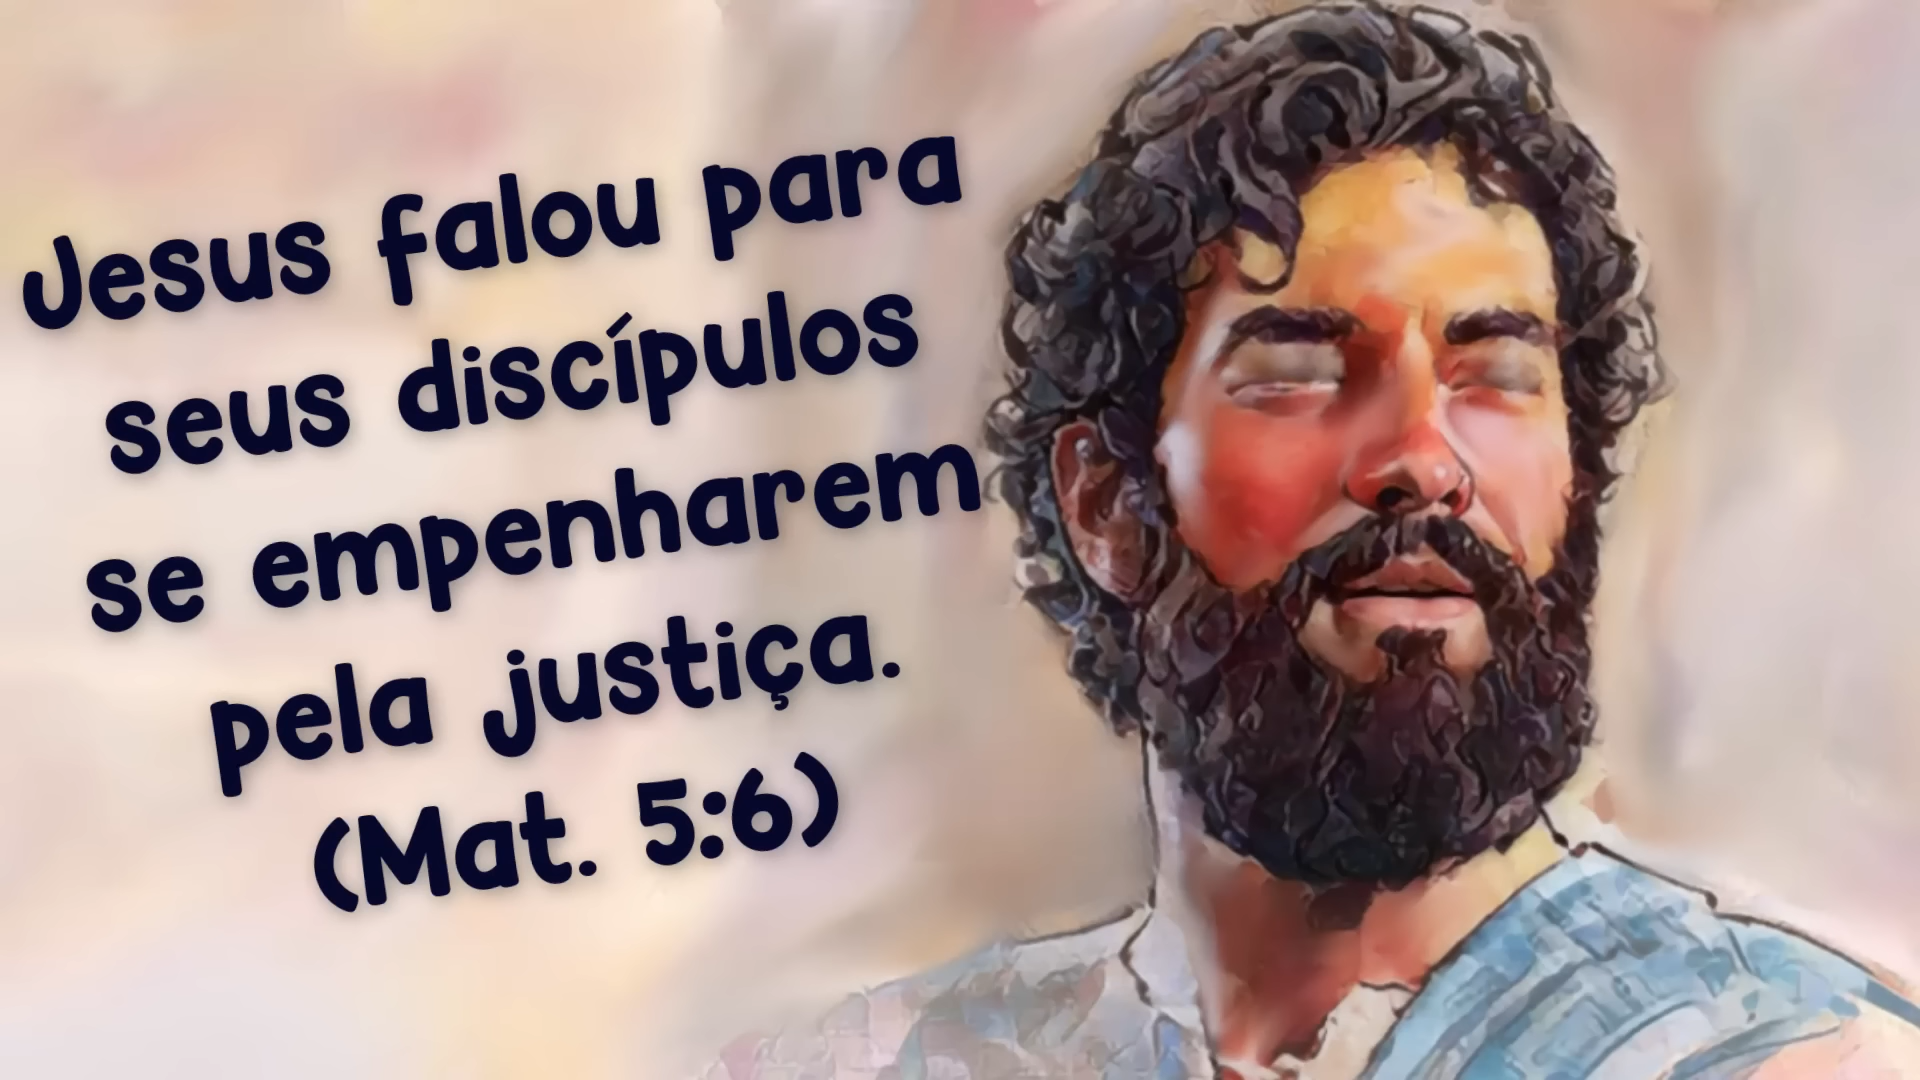 Jesus falou para
seus discípulos
se empenharem
pela justiça.
(Mat. 5:6)